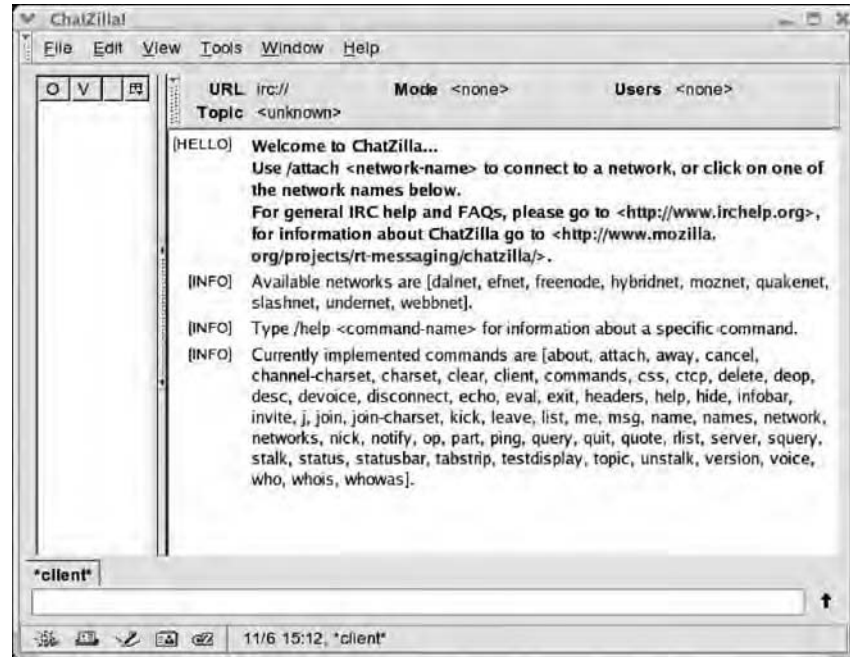 ChatZilla!
File Edit View Tools Window Help
O V
URL irc:// Mode <none> Users <none>
Topic <unknown>
[HELLO] Welcome to ChatZilla...
Use /attach <network-name> to connect to a network, or click on one of
the network names below.
For general IRC help and FAQs, please go to <http://www.irchelp.org>,
for information about ChatZilla go to <http://www.mozilla.
org/projects/rt-messaging/chatzilla/>.
[INFO] Available networks are [dalnet, efnet, freenode, hybridnet, moznet, quakenet,
slashnet, undernet, webbnet].
[INFO] Type /help <command-name> for information about a specific command.
[INFO] Currently implemented commands are [about, attach, away, cancel,
channel-charset, charset, clear, client, commands, css, ctcp, delete, deop,
desc, devoice, disconnect, echo, eval, exit, headers, help, hide, infobar,
invite, j, join, join-charset, kick, leave, list, me, msg, name, names, network,
networks, nick, notify, op, part, ping, query, quit, quote, rlist, server, squery,
stalk, status, statusbar, tabstrip, testdisplay, topic, unstalk, version, voice,
who, whois, whowas].
*client*
11/6 15:12, *client*